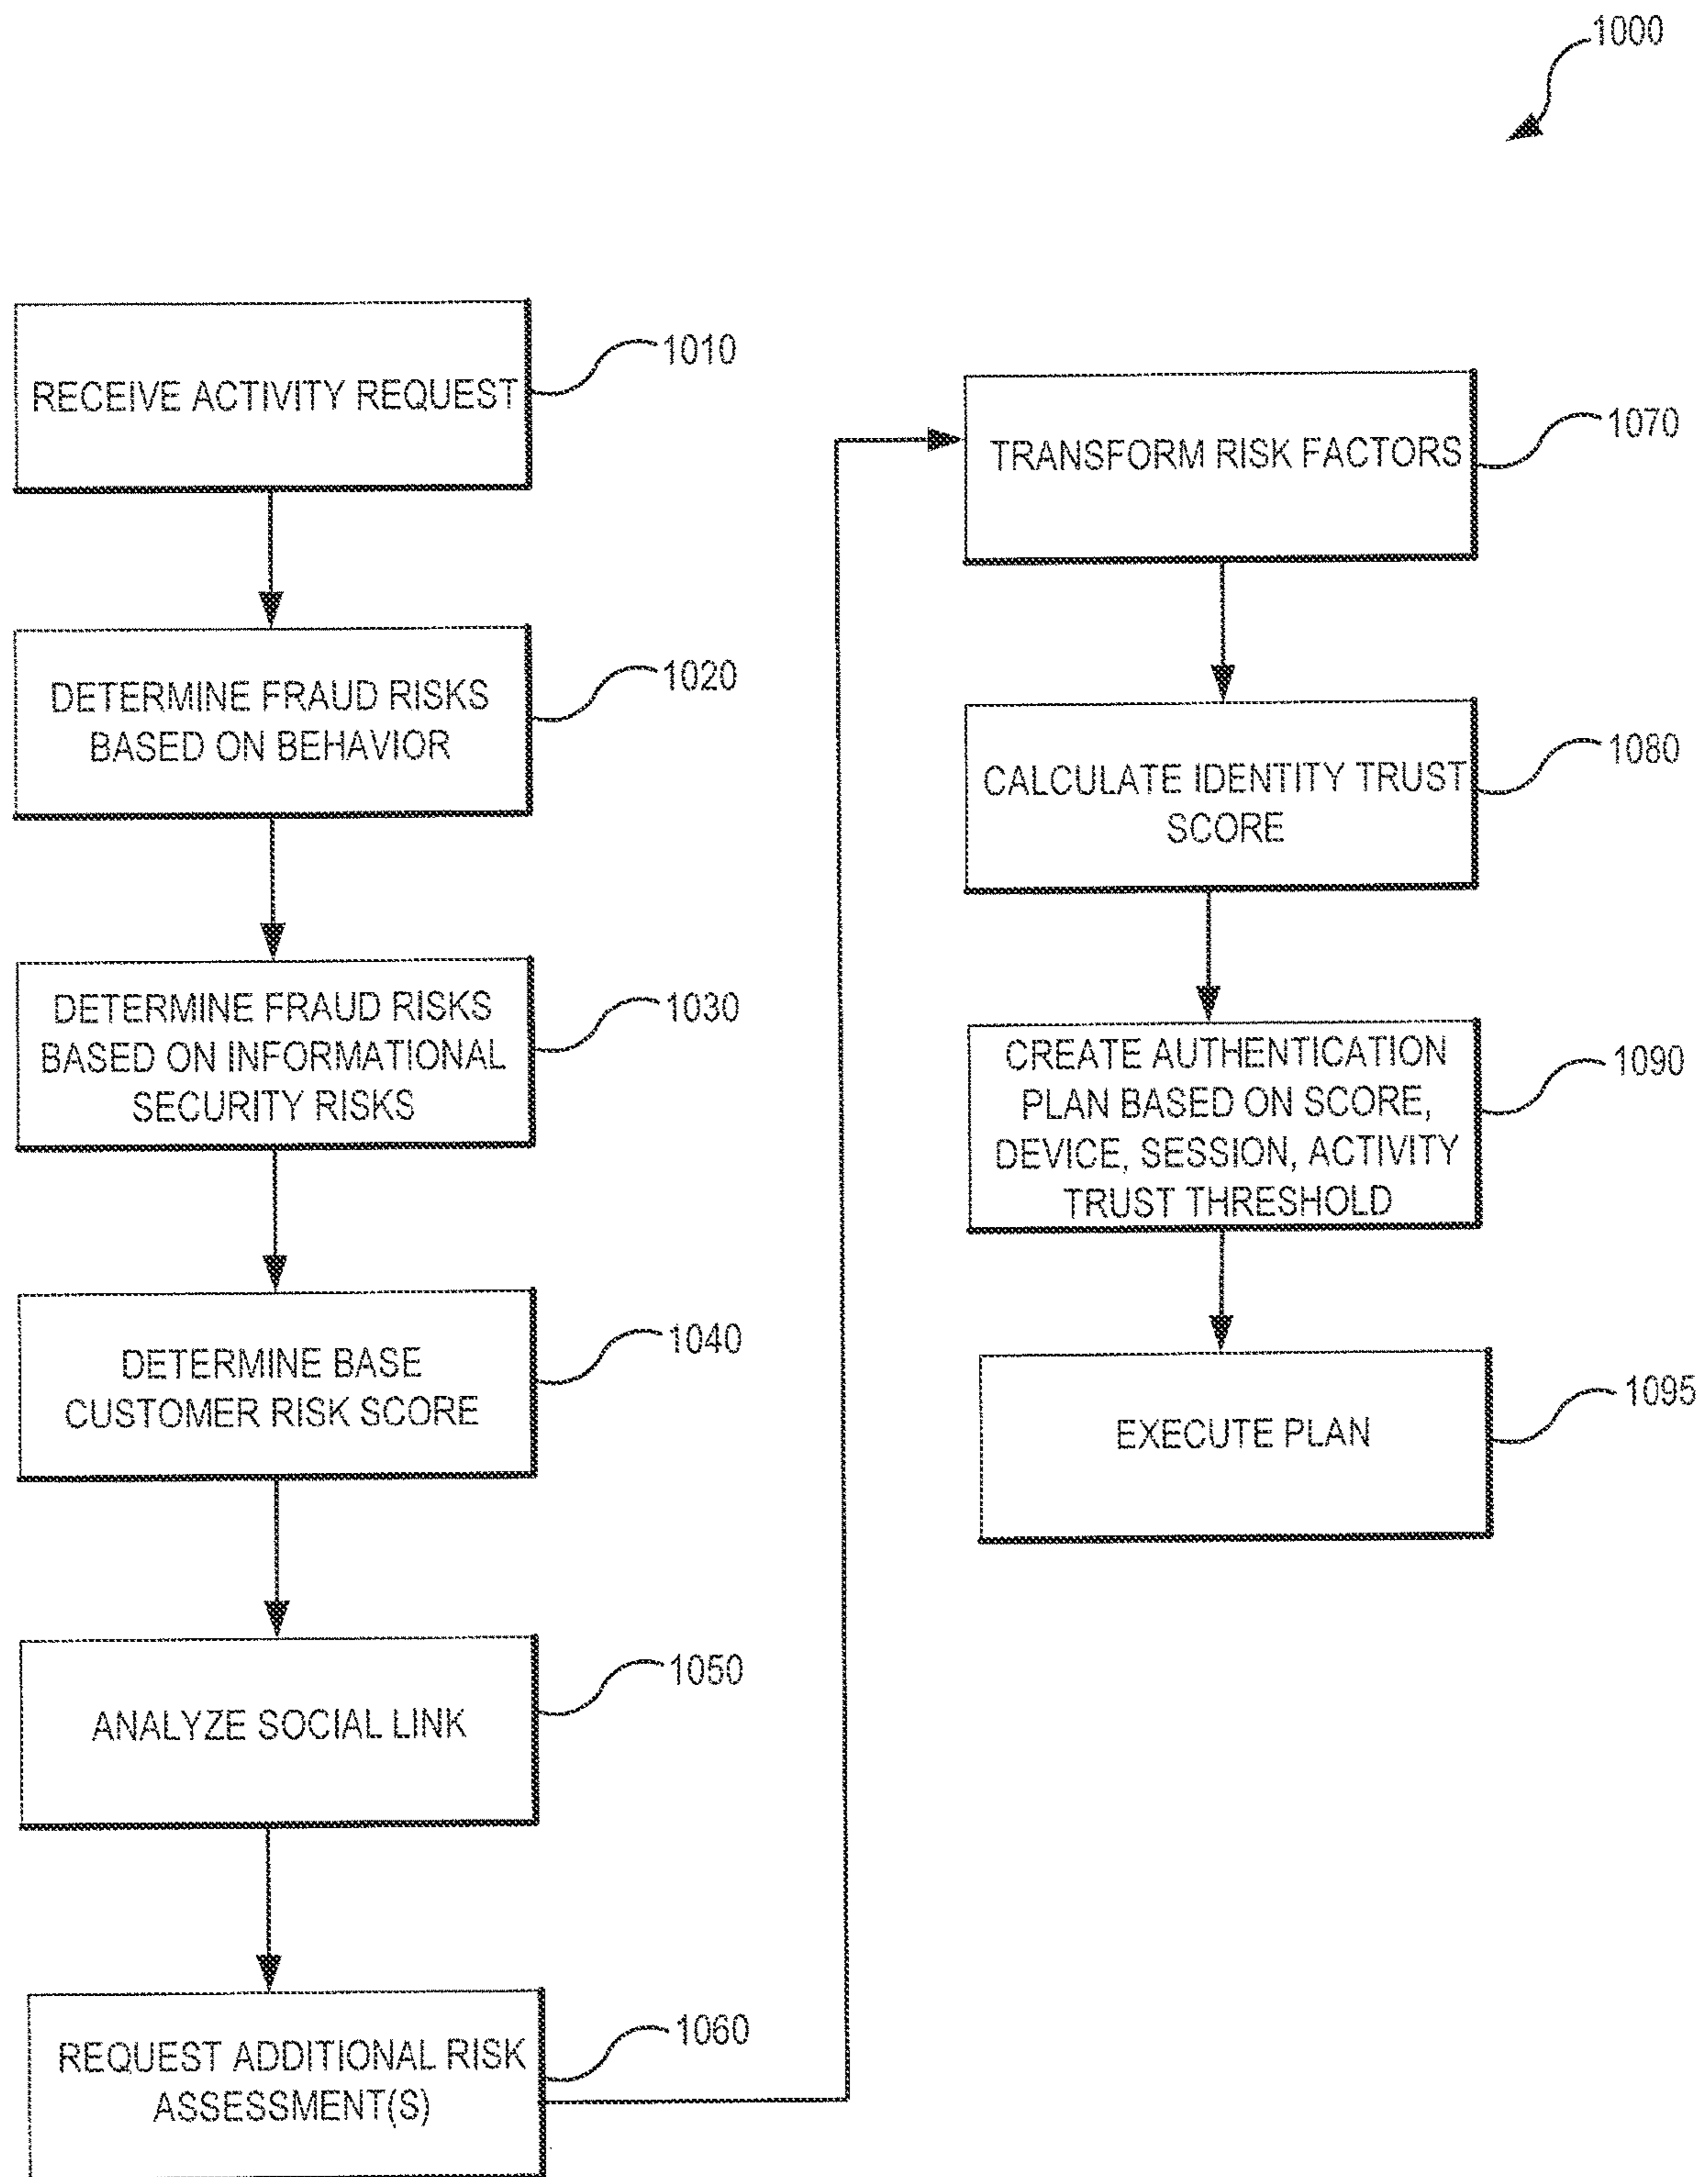 1000
RECEIVE ACTIVITY REQUEST
1010
DETERMINE FRAUD RISKS
BASED ON BEHAVIOR
1020
DETERMINE FRAUD RISKS
BASED ON INFORMATIONAL
SECURITY RISKS
1030
DETERMINE BASE
CUSTOMER RISK SCORE
1040
ANALYZE SOCIAL LINK
1050
REQUEST ADDITIONAL RISK
ASSESSMENT(S)
1060
TRANSFORM RISK FACTORS
1070
CALCULATE IDENTITY TRUST
SCORE
1080
CREATE AUTHENTICATION
PLAN BASED ON SCORE,
DEVICE, SESSION, ACTIVITY
TRUST THRESHOLD
1090
EXECUTE PLAN
1095